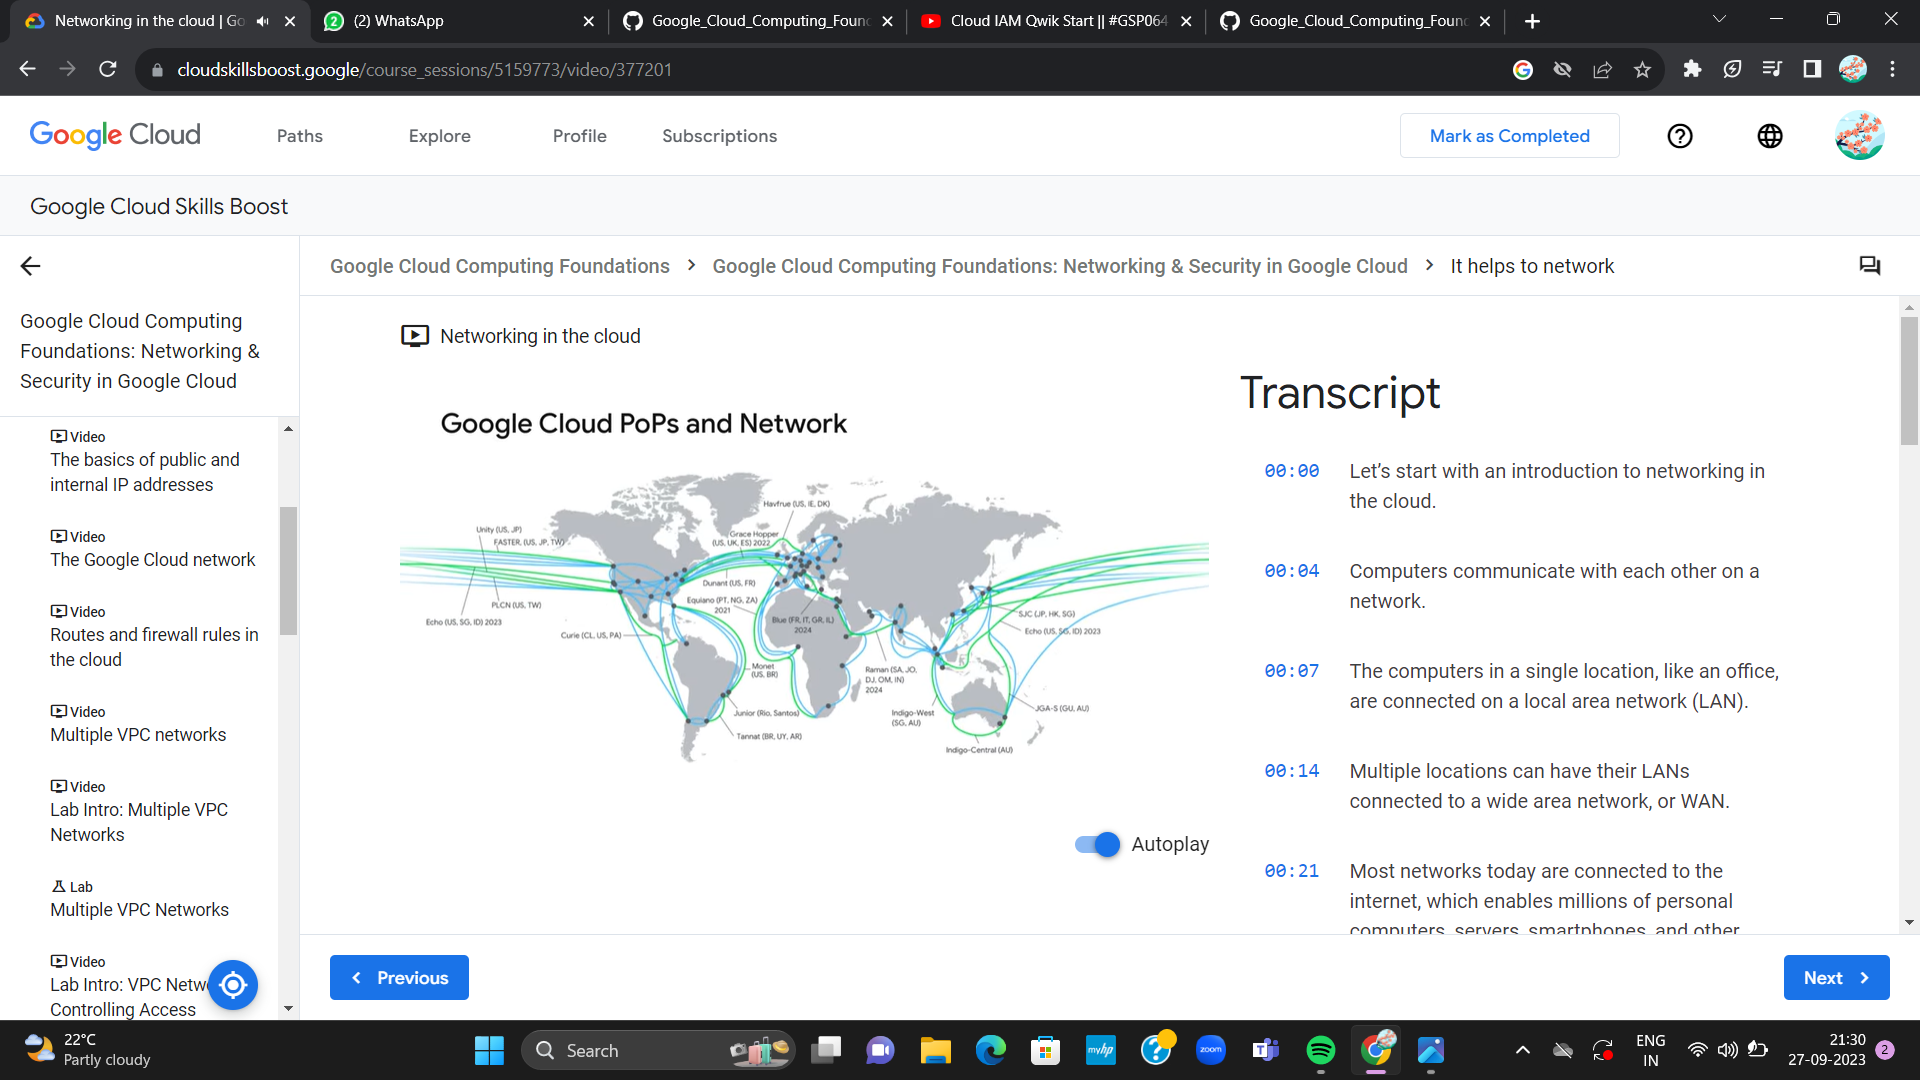 Networking in the cloud | Go
(2) WhatsApp
Google_Cloud_Computing_Foun
Cloud IAM Qwik Start || #GSP064
Google_Cloud_Computing_Foun
cloudskillsboost.google/course_sessions/5159773/video/377201
Google Cloud
Paths
Explore
Profile
Subscriptions
Mark as Completed
Google Cloud Skills Boost
Google Cloud Computing Foundations: Networking & Security in Google Cloud
Google Cloud Computing
Foundations: Networking &
Security in Google Cloud
Video
The basics of public and
internal IP addresses
Video
The Google Cloud network
Video
Routes and firewall rules in
the cloud
Video
Multiple VPC networks
Video
Lab Intro: Multiple VPC
Networks
Lab
Multiple VPC Networks
Video
Lab Intro: VPC Netw
Controlling Access
Google Cloud Computing Foundations > Google Cloud Computing Foundations: Networking & Security in Google Cloud > It helps to network
Networking in the cloud
Google Cloud PoPs and Network
Havfrue (US, IE, DK)
Unity (US, JP)
FASTER, (US, JP, TW)
Grace Hopper
(US, UK, ES) 2022
Dunant (US, FR)
PLCN (US, TW)
Equiano (PT, NG, ZA)
2021
Echo (US, SG, ID) 2023
Blue (FR, IT, GR, IL)
2024
Curie (CL, US, PA)
SJC (JP, HK, SG)
Echo (US, SG, ID) 2023
Monet
(US, BR)
Raman (SA, JO,
DJ, OM, IN)
2024
Junior (Rio, Santos)
Indigo-West
(SG, AU)
JGA-S (GU, AU)
Tannat (BR, UY, AR)
Indigo-Central (AU)
Autoplay
Transcript
00:00 Let’s start with an introduction to networking in
the cloud.
00:04 Computers communicate with each other on a
network.
00:07 The computers in a single location, like an office,
are connected on a local area network (LAN).
00:14 Multiple locations can have their LANs
connected to a wide area network, or WAN.
00:21 Most networks today are connected to the
internet, which enables millions of personal
computers, servers, smartphones, and other
Previous
Next
22°C
Partly cloudy
Search
myhp
zoom
ENG
IN
21:30
27-09-2023
2